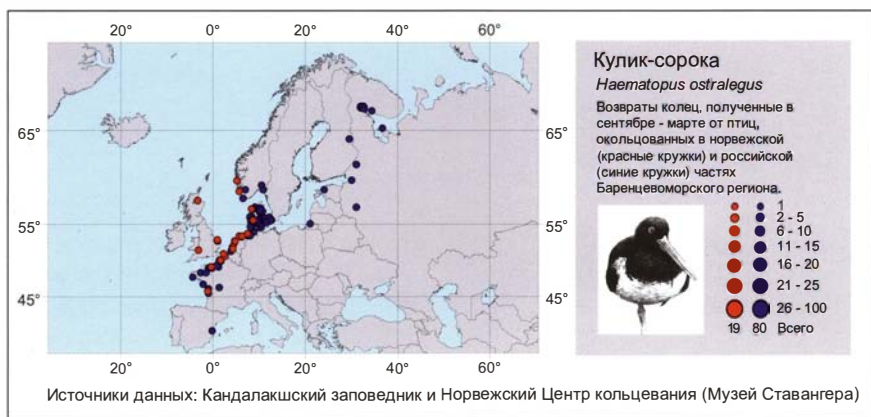 20° 0° 20° 40° 60°
65° 65°
55° 55°
45° 45°
20° 0° 20° 40° 60°
Кулик-сорока
Haematopus ostralegus
Возвраты колец, полученные в
сентябре - марте от птиц,
окольцованных в норвежской
(красные кружки) и российской
(синие кружки) частях
Баренцевоморского региона.
1
2 - 5
6 - 10
11 - 15
16 - 20
21 - 25
26 - 100
19 80 Всего
Источники данных: Кандалакшский заповедник и Норвежский Центр кольцевания (Музей Ставангера)